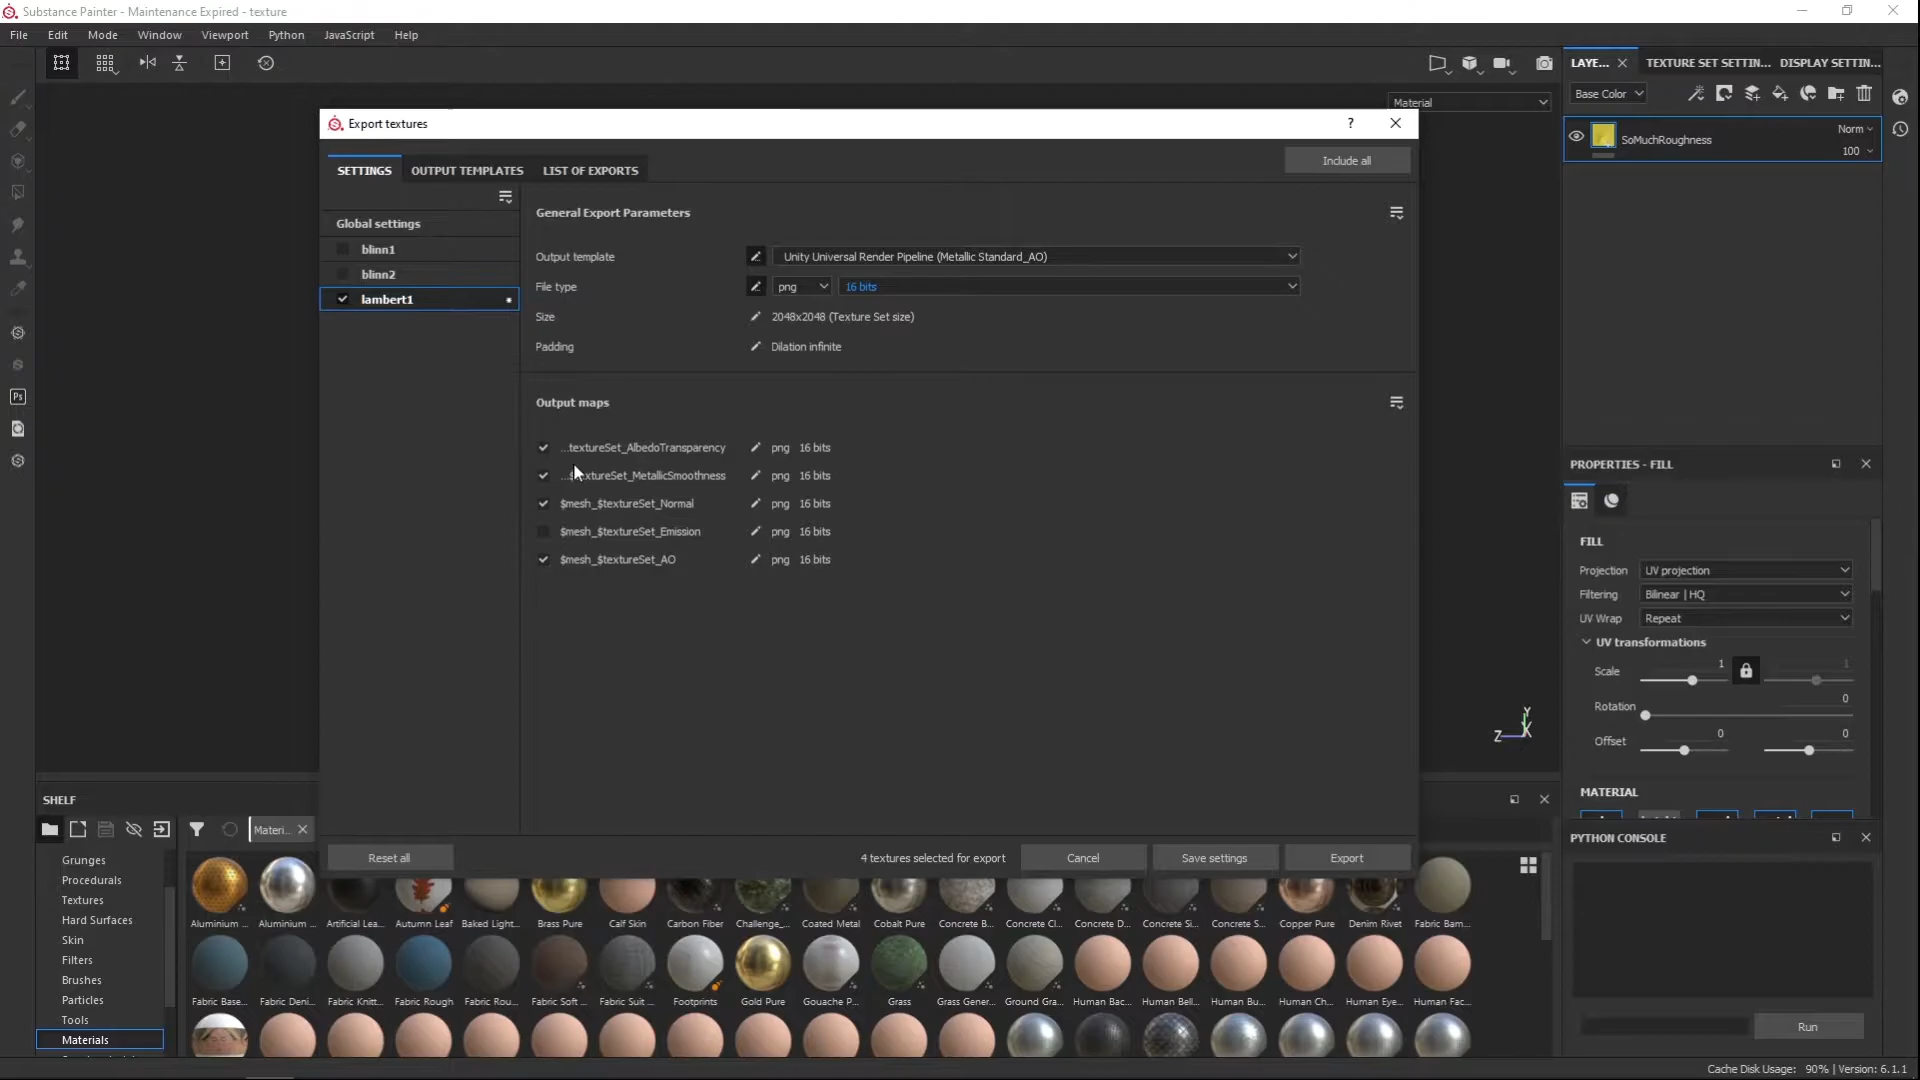 Substance Painter - Maintenance Expired - texture
File Edit Mode Window Viewport Python JavaScript Help
LAYE... TEXTURE SET SETTIN... DISPLAY SETTIN...
Base Color
Material
SoMuchRoughness
Norm
100
Export textures
?
SETTINGS OUTPUT TEMPLATES LIST OF EXPORTS
Include all
Global settings
blinn1
blinn2
lambert1
General Export Parameters
Output template Unity Universal Render Pipeline (Metallic Standard_AO)
File type png 16 bits
Size 2048x2048 (Texture Set size)
Padding Dilation infinite
Output maps
...textureSet_AlbedoTransparency png 16 bits
...$textureSet_MetallicSmoothness png 16 bits
$mesh_$textureSet_Normal png 16 bits
$mesh_$textureSet_Emission png 16 bits
$mesh_$textureSet_AO png 16 bits
Reset all
4 textures selected for export
Cancel
Save settings
Export
Ps
Y
Z X
PROPERTIES - FILL
FILL
Projection UV projection
Filtering Bilinear | HQ
UV Wrap Repeat
UV transformations
Scale 1 1
Rotation 0
Offset 0 0
MATERIAL
PYTHON CONSOLE
Run
SHELF
Materi...
Grunges
Procedurals
Textures
Hard Surfaces
Skin
Filters
Brushes
Particles
Tools
Materials
Aluminium ... Aluminium ... Artificial Lea... Autumn Leaf Baked Light... Brass Pure Calf Skin Carbon Fiber Challenge_... Coated Metal Cobalt Pure Concrete B... Concrete Cl... Concrete D... Concrete Si... Concrete S... Copper Pure Denim Rivet Fabric Bam...
Fabric Base... Fabric Deni... Fabric Knitt... Fabric Rough Fabric Rou... Fabric Soft ... Fabric Suit ... Footprints Gold Pure Gouache P... Grass Grass Gener... Ground Gra... Human Bac... Human Bell... Human Bu... Human Ch... Human Eye... Human Fac...
Cache Disk Usage: 90% | Version: 6.1.1